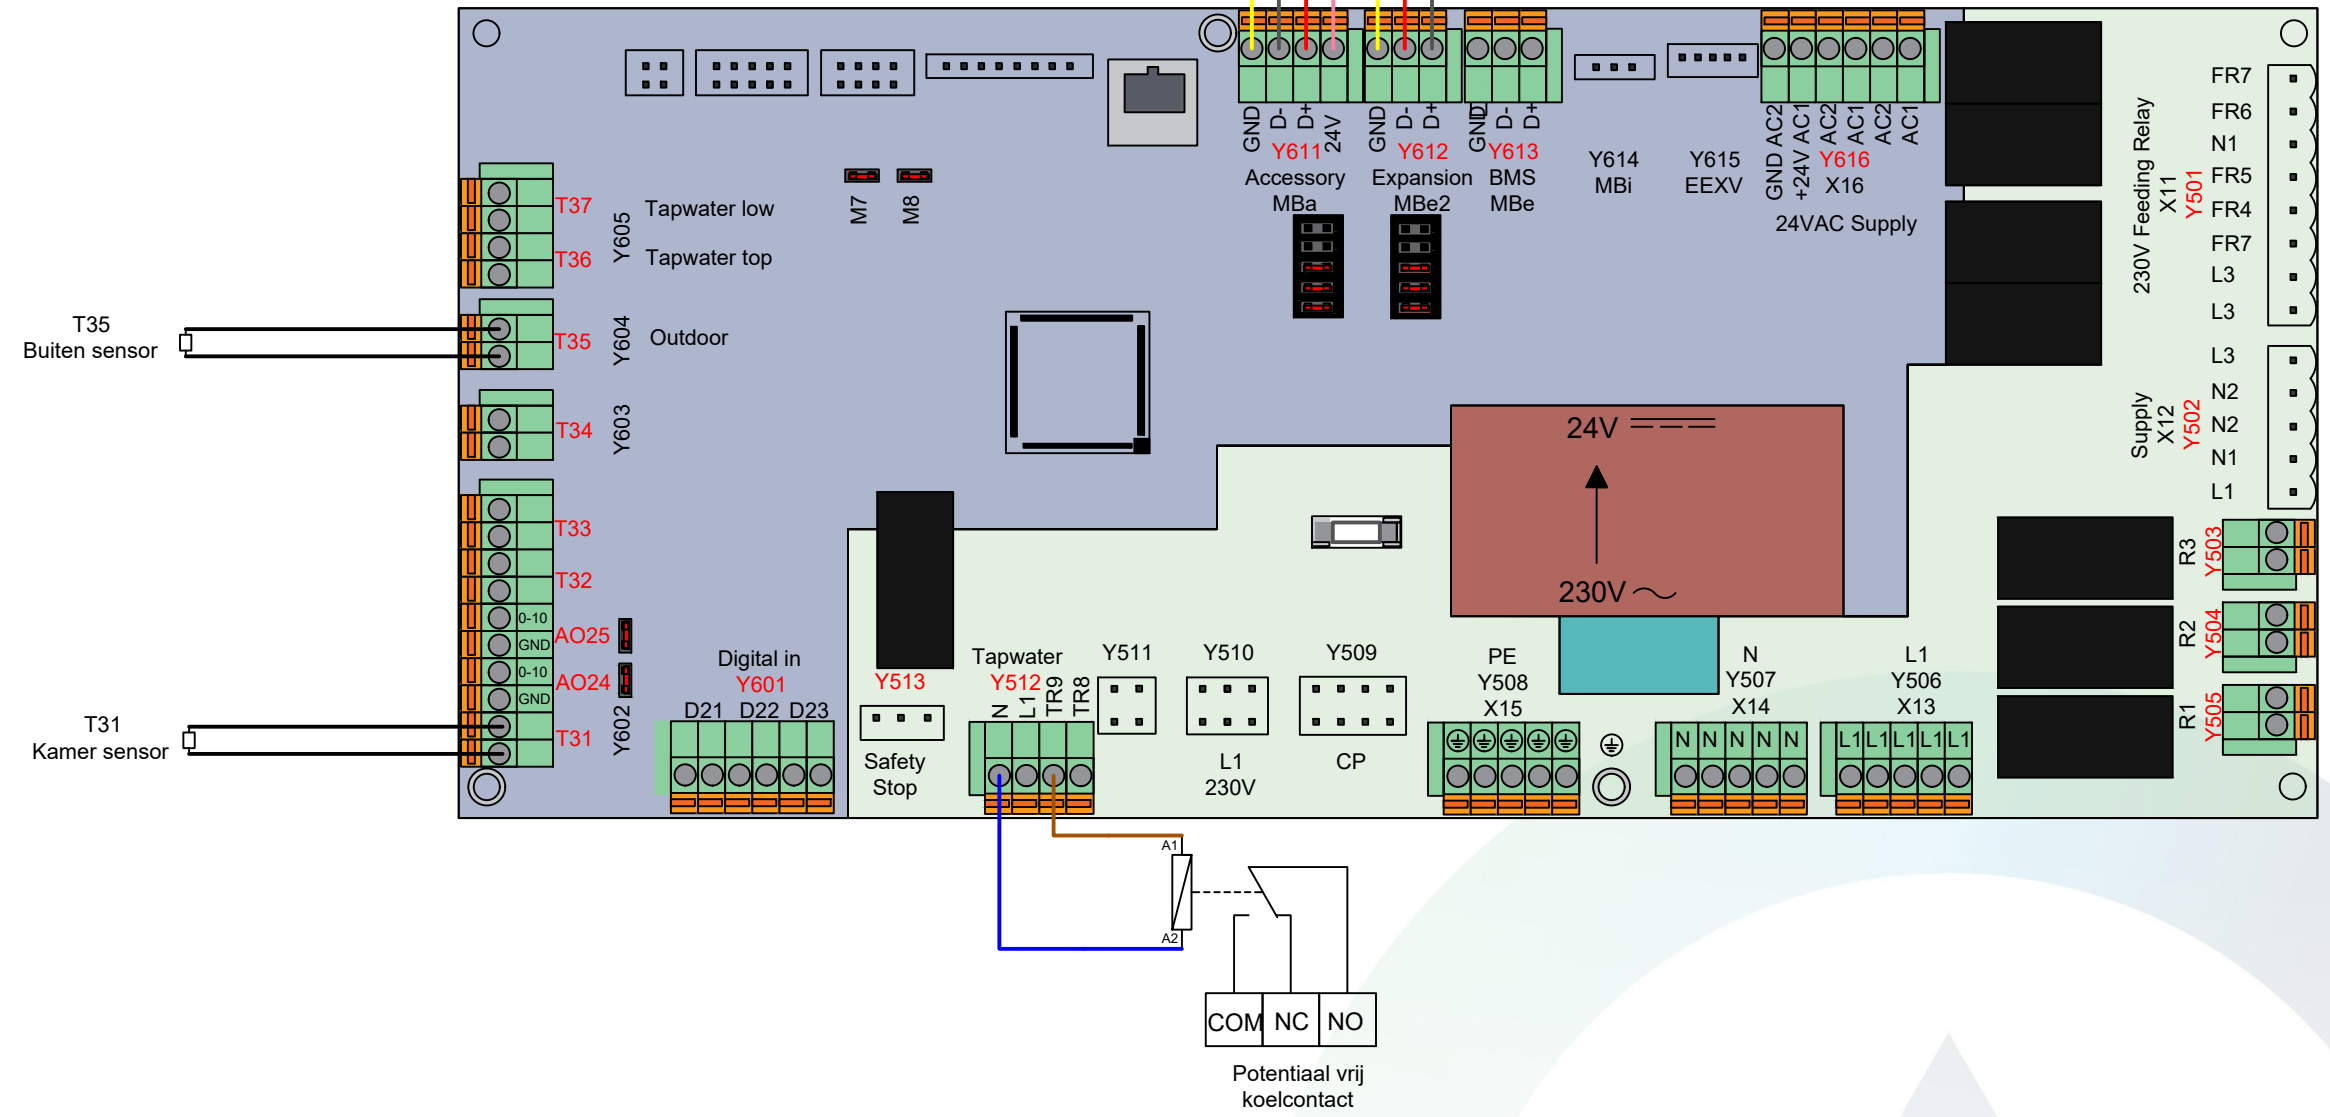 GND
D-
D+
24V
Y611
Accessory
MBa
GND
D-
D+
Y612
Expansion
MBe2
GND
D-
D+
Y613
BMS
MBe
Y614
MBi
Y615
EEXV
GND AC2
+24V AC1
AC2
AC1
AC2
AC1
Y616
X16
24VAC Supply
230V Feeding Relay
X11
Y501
FR7
FR6
N1
FR5
FR4
FR7
L3
L3
Supply
X12
Y502
L3
N2
N2
N1
L1
T37
T36
Y605
Tapwater low
Tapwater top
M7
M8
T35
Buiten sensor
T35
Y604
Outdoor
T34
Y603
T33
T32
0-10
GND
AO25
0-10
GND
AO24
T31
Y602
T31
Kamer sensor
24V
230V
Digital in
Y601
D21
D22
D23
Y513
Safety
Stop
Tapwater
Y512
N
L1
TR9
TR8
Y511
Y510
L1
230V
Y509
CP
PE
Y508
X15
N
Y507
X14
N N N N N
L1
Y506
X13
L1 L1 L1 L1 L1
R3
Y503
R2
Y504
R1
Y505
A1
A2
COM
NC
NO
Potentiaal vrij
koelcontact